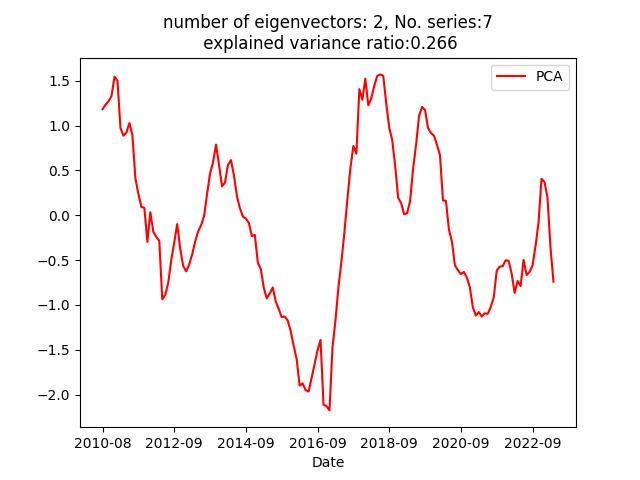 number of eigenvectors: 2, No. series:7
explained variance ratio:0.266
PCA
1.5
1.0
0.5
0.0
−0.5
−1.0
−1.5
−2.0
2010-08 2012-09 2014-09 2016-09 2018-09 2020-09 2022-09
Date